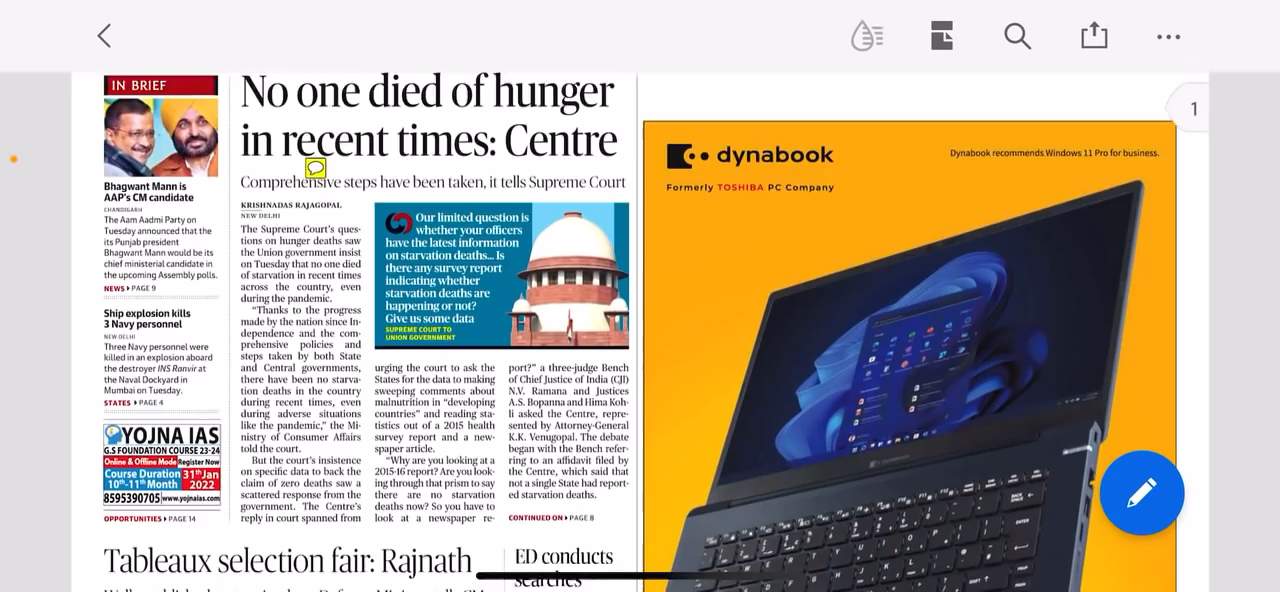 1
IN BRIEF
Bhagwant Mann is
AAP's CM candidate
CHANDIGARH
The Aam Aadmi Party on
Tuesday announced that the
its Punjab president
Bhagwant Mann would be its
chief ministerial candidate in
the upcoming Assembly polls.
NEWS PAGE 9
Ship explosion kills
3 Navy personnel
NEW DELHI
Three Navy personnel were
killed in an explosion aboard
the destroyer INS Ranvir at
the Naval Dockyard in
Mumbai on Tuesday.
STATES PAGE 4
YOJNA IAS
G.S FOUNDATION COURSE 23-24
Online & Offline Mode Register Now
Course Duration 31th Jan
10th-11th Month 2022
8595390705 www.yojnaias.com
OPPORTUNITIES PAGE 14
No one died of hunger
in recent times: Centre
Comprehensive steps have been taken, it tells Supreme Court
KRISHNADAS RAJAGOPAL
NEW DELHI
The Supreme Court's ques-
tions on hunger deaths saw
the Union government insist
on Tuesday that no one died
of starvation in recent times
across the country, even
during the pandemic.
"Thanks to the progress
made by the nation since In-
dependence and the com-
prehensive policies and
steps taken by both State
and Central governments,
there have been no starva-
tion deaths in the country
during recent times, even
during adverse situations
like the pandemic," the Mi-
nistry of Consumer Affairs
told the court.
But the court's insistence
on specific data to back the
claim of zero deaths saw a
scattered response from the
government. The Centre's
reply in court spanned from
Our limited question is
whether your officers
have the latest information
on starvation deaths... Is
there any survey report
indicating whether
starvation deaths are
happening or not?
Give us some data
SUPREME COURT TO
UNION GOVERNMENT
urging the court to ask the
States for the data to making
sweeping comments about
malnutrition in "developing
countries" and reading sta-
tistics out of a 2015 health
survey report and a new-
spaper article.
"Why are you looking at a
2015-16 report? Are you look-
ing through that prism to say
there are no starvation
deaths now? So you have to
look at a newspaper re-
port?" a three-judge Bench
of Chief Justice of India (CJI)
N.V. Ramana and Justices
A.S. Bopanna and Hima Koh-
li asked the Centre, repre-
sented by Attorney-General
K.K. Venugopal. The debate
began with the Bench refer-
ring to an affidavit filed by
the Centre, which said that
not a single State had report-
ed starvation deaths.
CONTINUED ON PAGE 8
Tableaux selection fair: Rajnath
ED conducts
searches
dynabook
Formerly TOSHIBA PC Company
Dynabook recommends Windows 11 Pro for business.